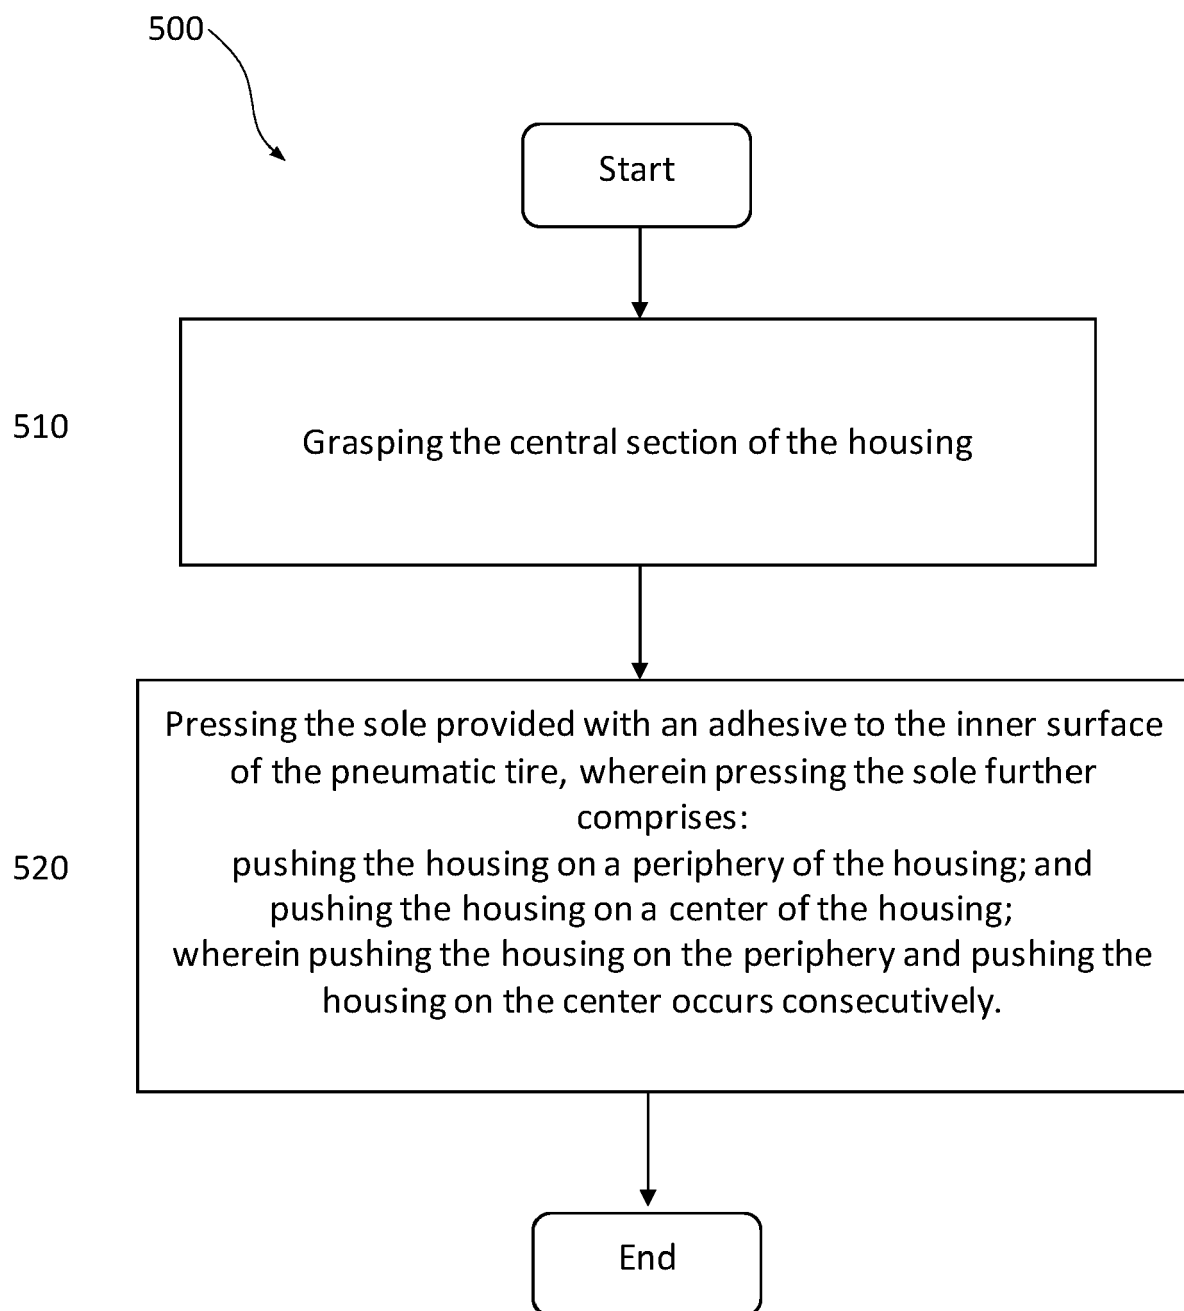 500
Start
510
Grasping the central section of the housing
Pressing the sole provided with an adhesive to the inner surface
of the pneumatic tire, wherein pressing the sole further
comprises:
520
pushing the housing on a periphery of the housing; and
pushing the housing on a center of the housing;
wherein pushing the housing on the periphery and pushing the
housing on the center occurs consecutively.
End